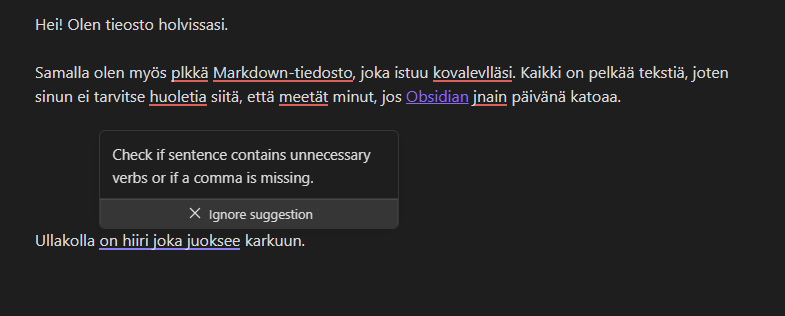 Hei! Olen tieosto holvissasi.
Samalla olen myös plkkä Markdown-tiedosto, joka istuu kovalevlläsi. Kaikki on pelkää tekstiä, joten
sinun ei tarvitse huoletia siitä, että meetät minut, jos Obsidian jnain päivänä katoaa.
Check if sentence contains unnecessary
verbs or if a comma is missing.
Ignore suggestion
Ullakolla on hiiri joka juoksee karkuun.